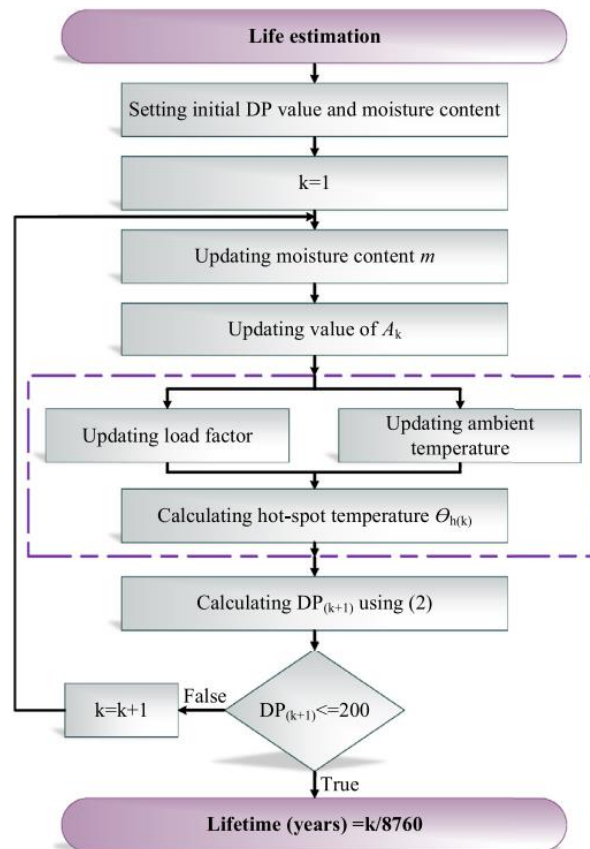 Life estimation
Setting initial DP value and moisture content
k=1
Updating moisture content m
Updating value of Ak
Updating load factor
Updating ambient
temperature
Calculating hot-spot temperature Θh(k)
Calculating DP(k+1) using (2)
False
k=k+1
DP(k+1)<=200
True
Lifetime (years) =k/8760